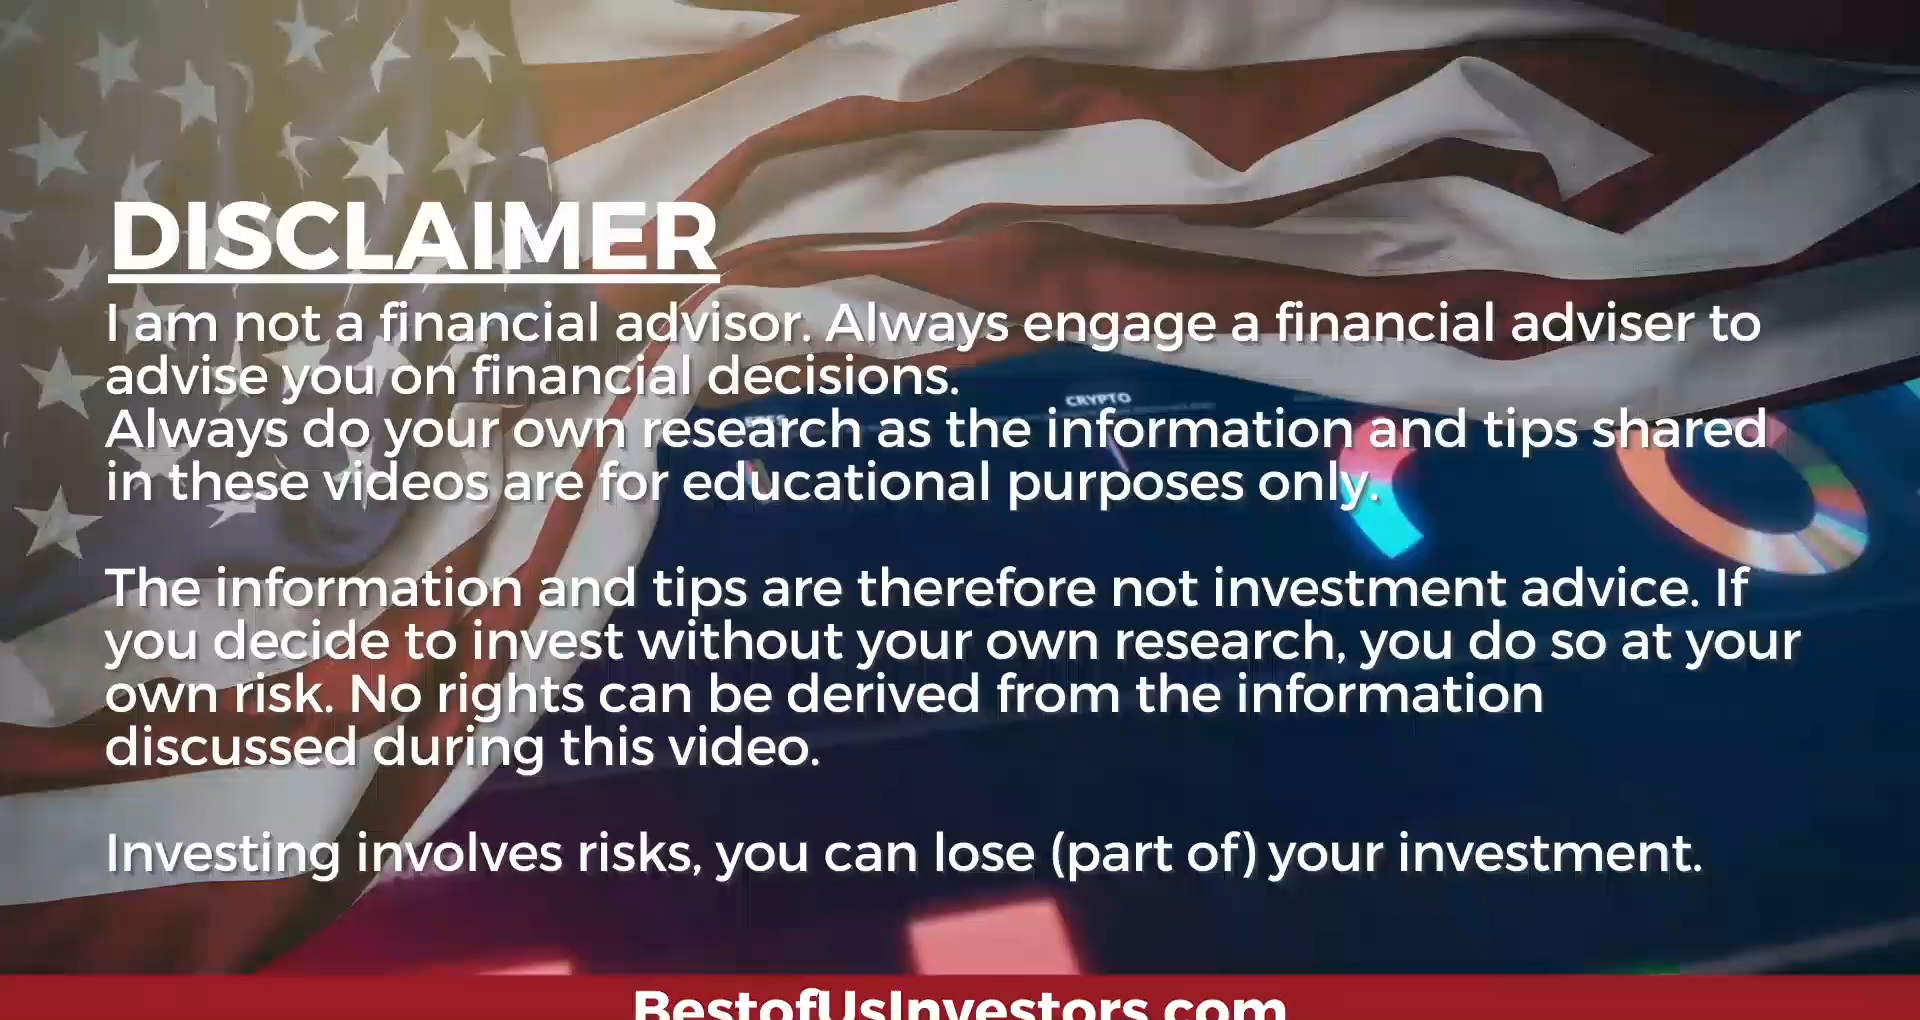 DISCLAIMER
I am not a financial advisor. Always engage a financial adviser to
advise you on financial decisions.
CRYPTO
Always do your own research as the information and tips shared
in these videos are for educational purposes only.
The information and tips are therefore not investment advice. If
you decide to invest without your own research, you do so at your
own risk. No rights can be derived from the information
discussed during this video.
Investing involves risks, you can lose (part of) your investment.
BestofUsInvestors.com